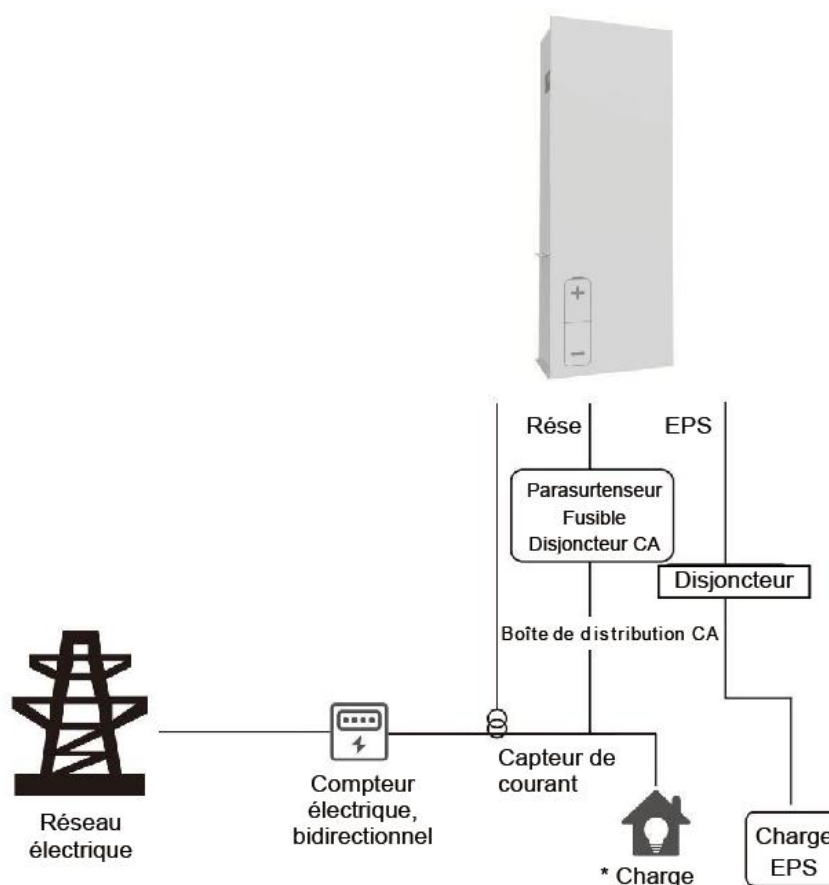 +
−
Rése
EPS
Parasurtenseur
Fusible
Disjoncteur CA
Disjoncteur
Boîte de distribution CA
Capteur de
courant
Compteur
électrique,
bidirectionnel
Réseau
électrique
* Charge
Charge
EPS